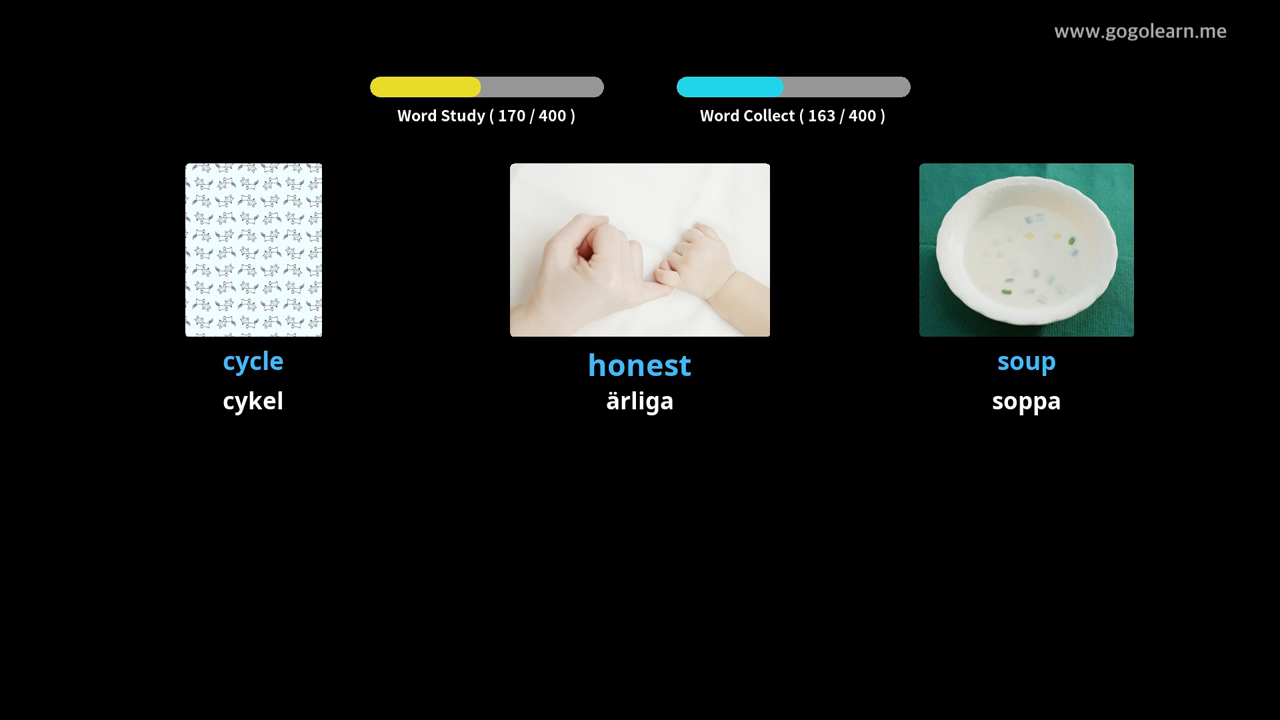 www.gogolearn.me
Word Study ( 170 / 400 )
Word Collect ( 163 / 400 )
cycle
cykel
honest
ärliga
soup
soppa